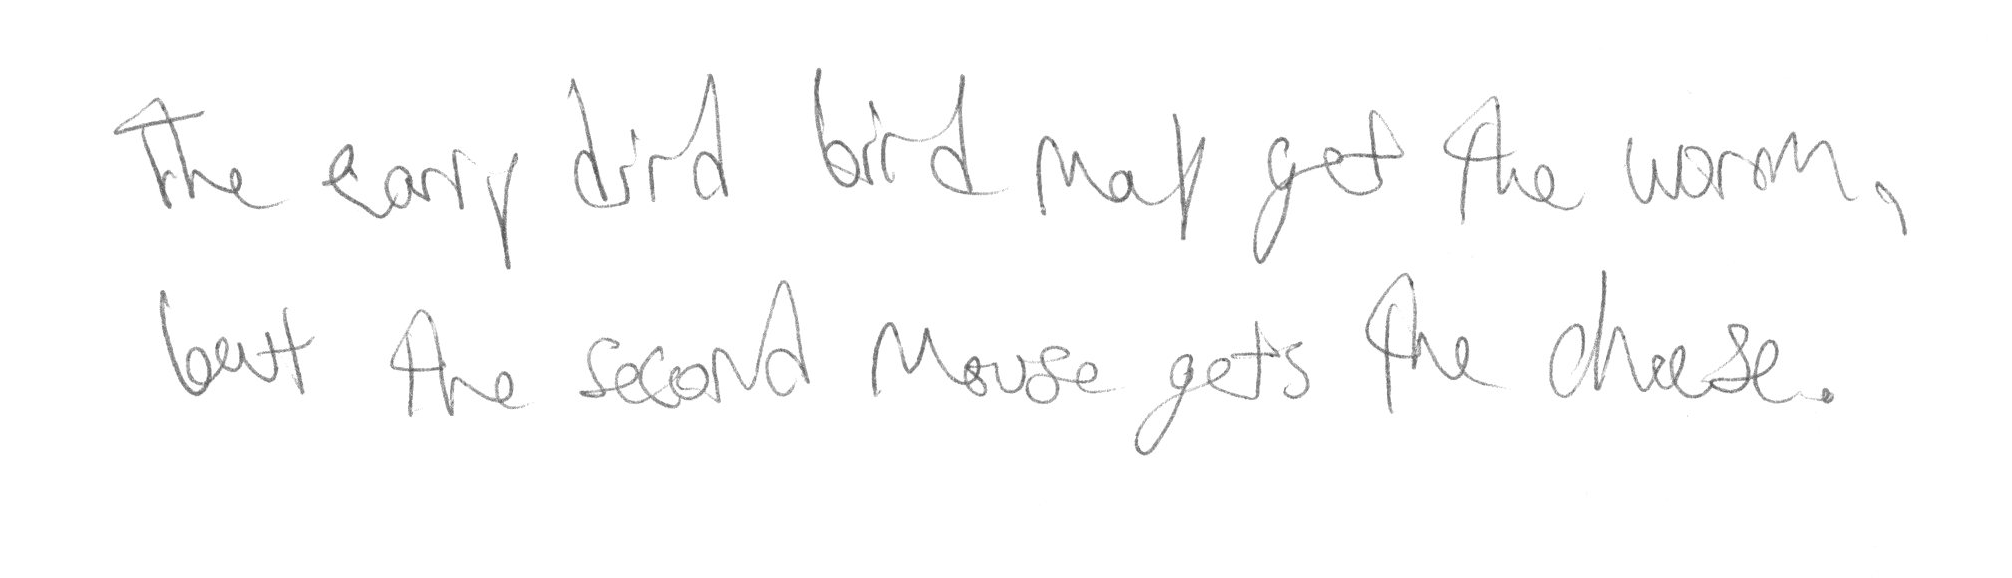 The early dird bird may get the worm,
but the second mouse gets the cheese.